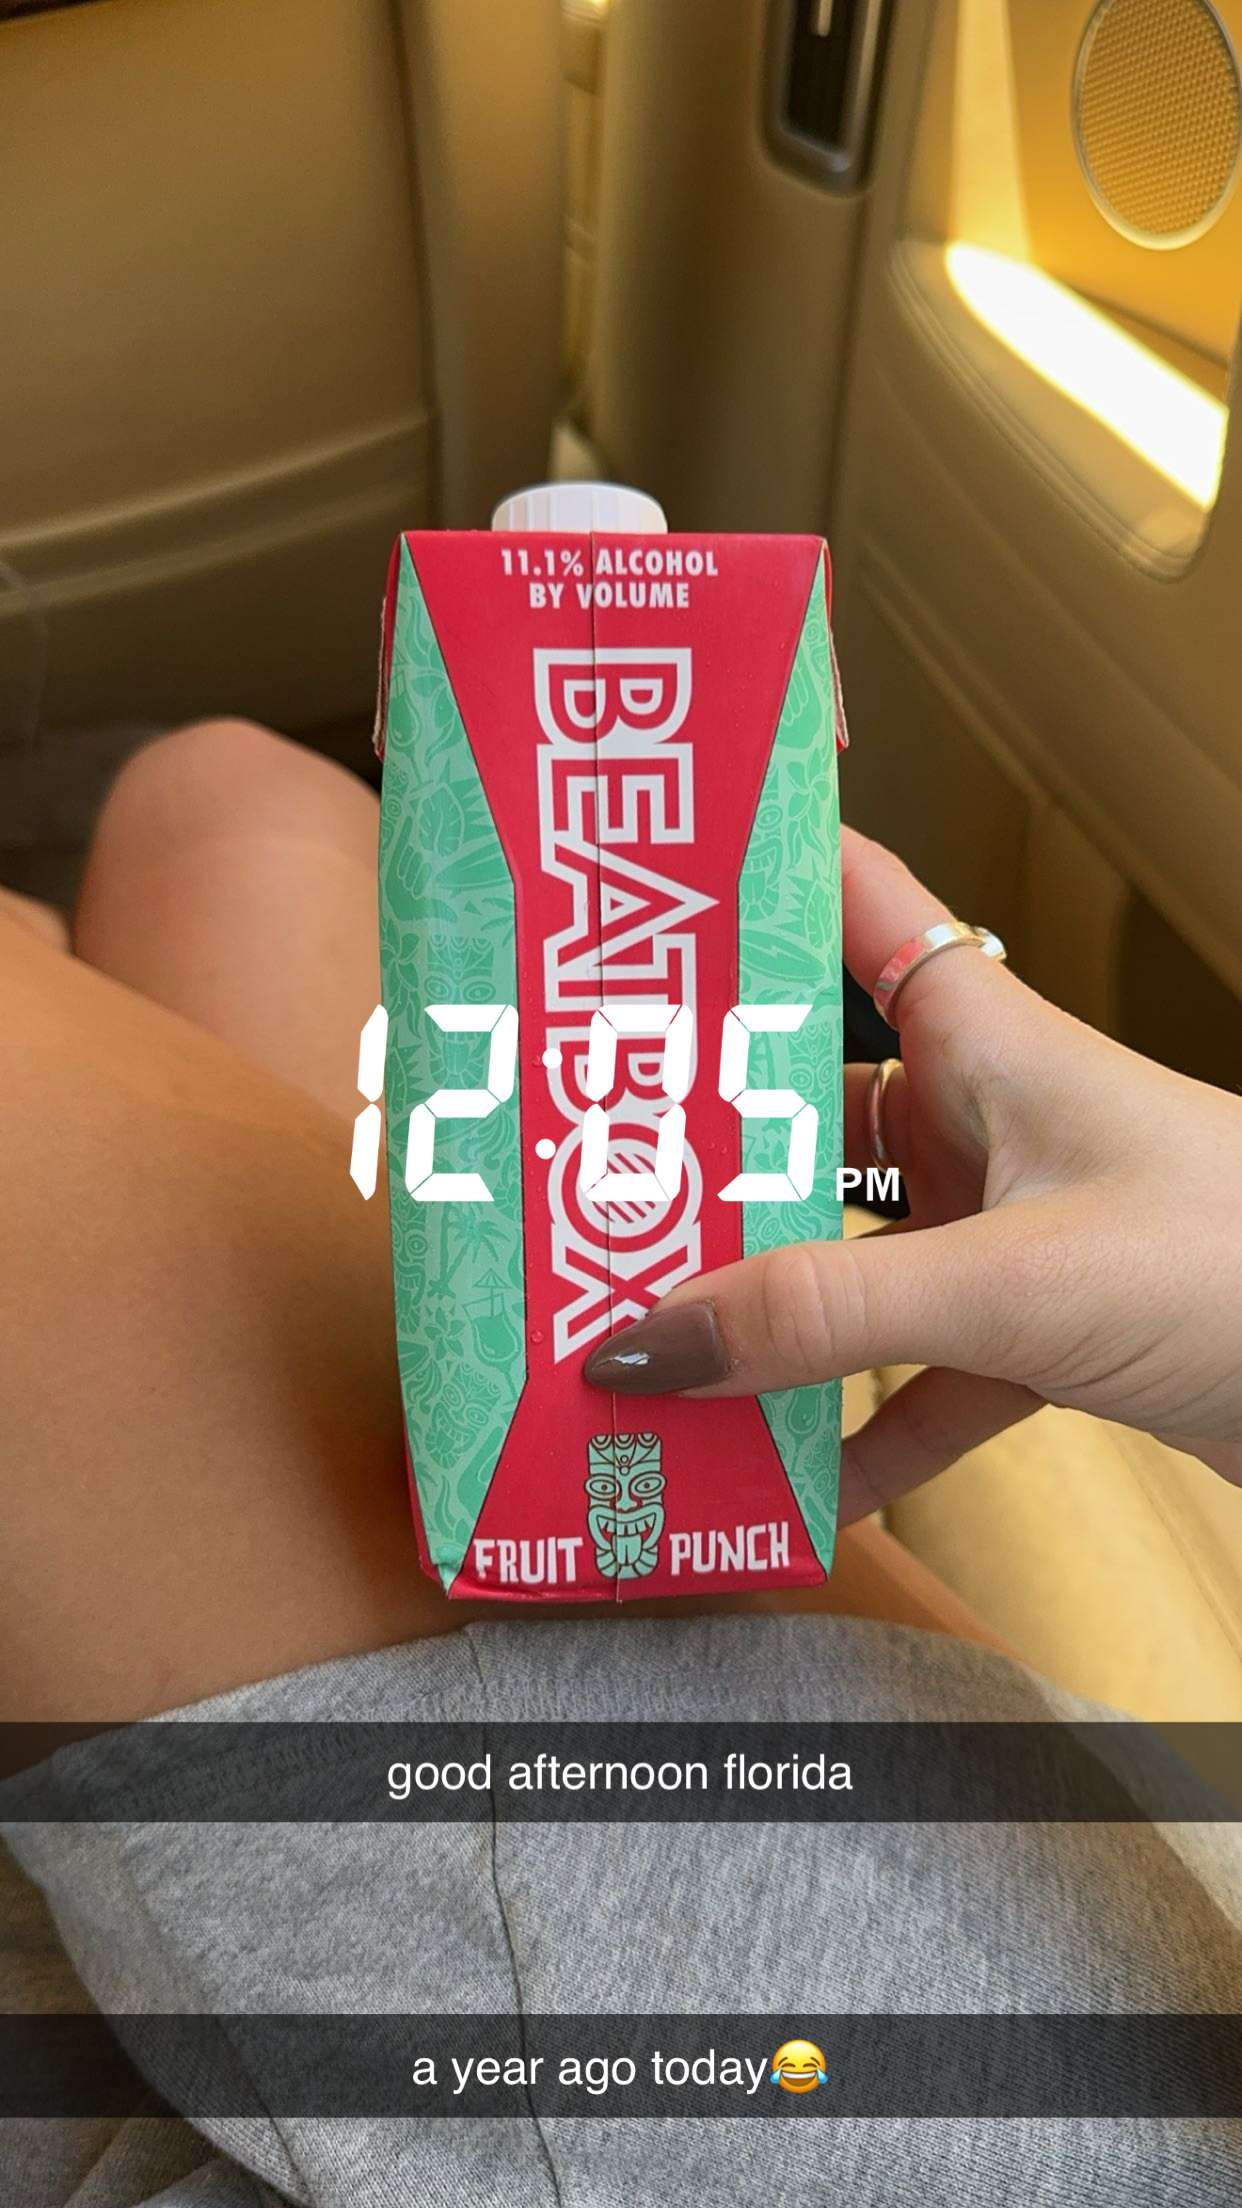 11.1% ALCOHOL
BY VOLUME
BEATBOX
12:05 PM
FRUIT PUNCH
good afternoon florida
a year ago today😂